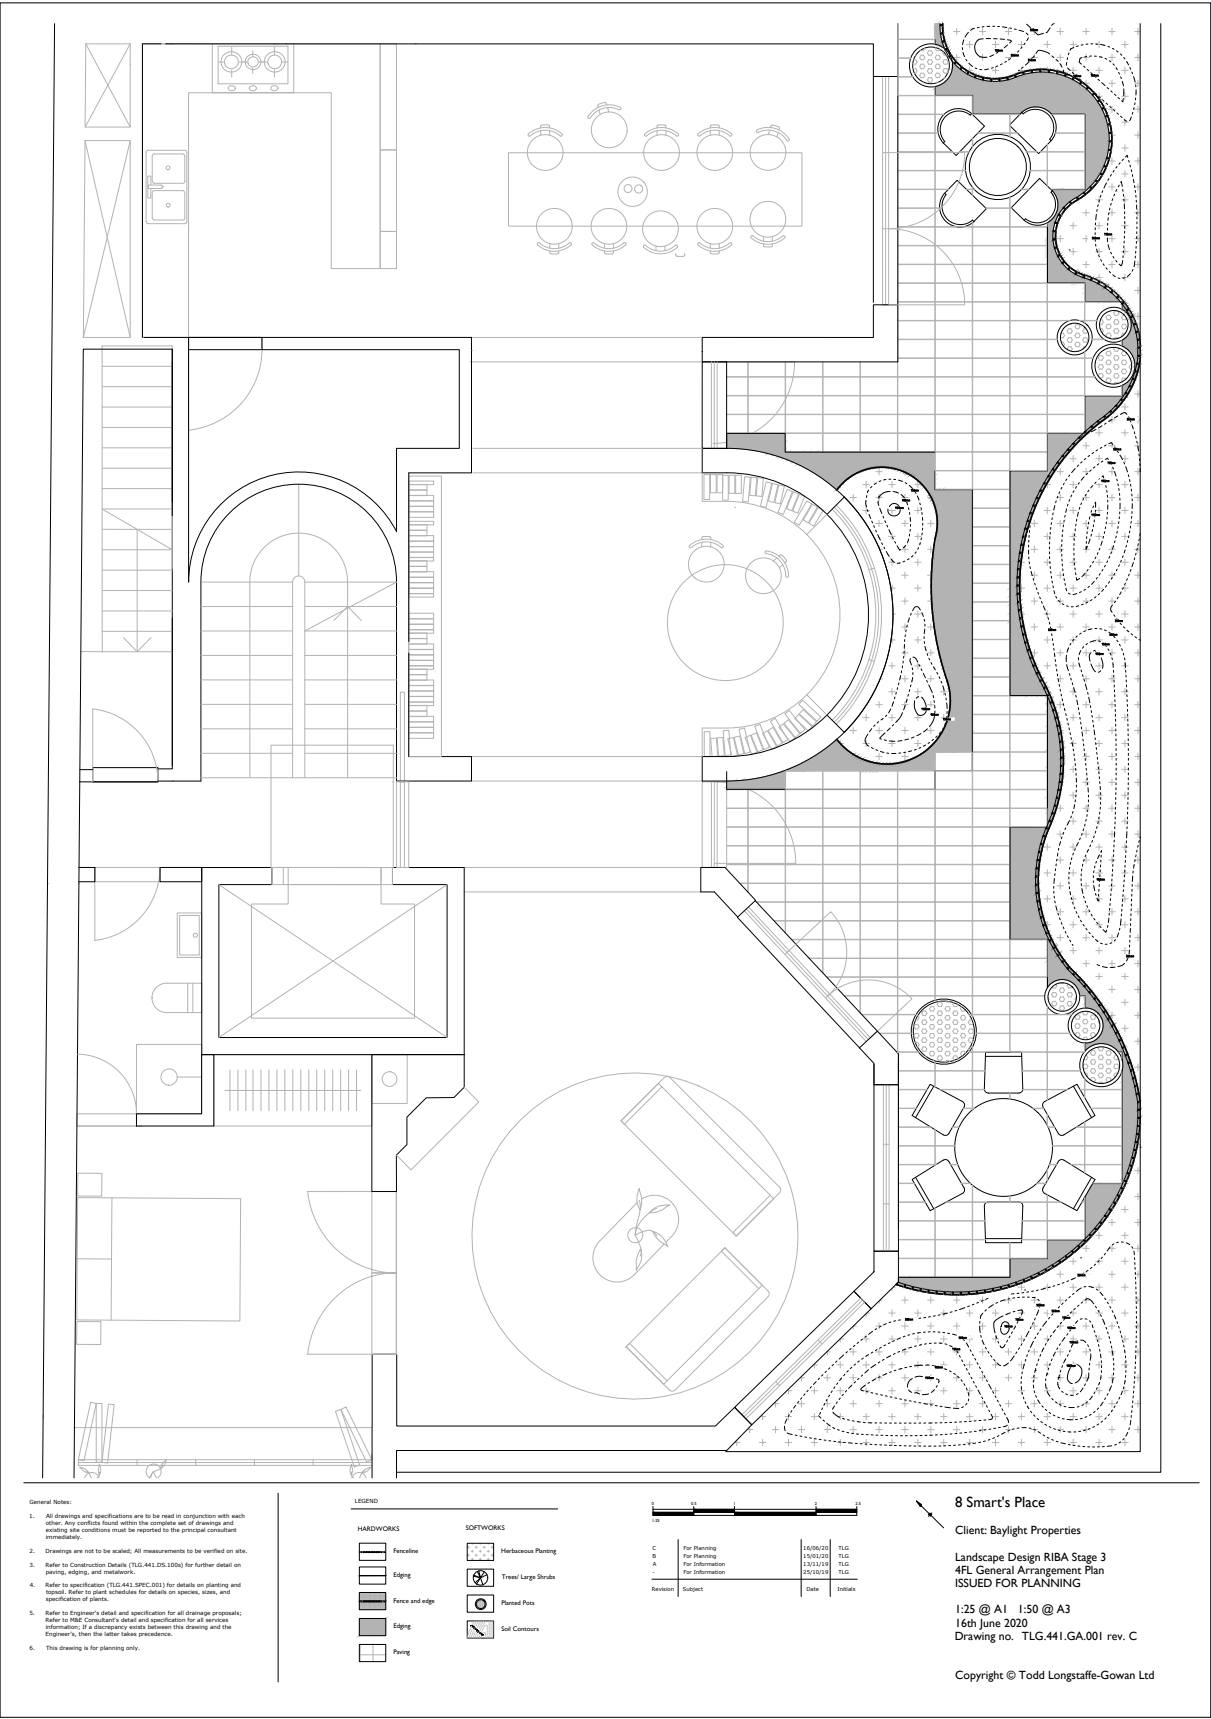 General Notes:
1. All drawings and specifications are to be read in conjunction with each
other. Any conflicts found within the complete set of drawings and
existing site conditions must be reported to the principal consultant
immediately.
2. Drawings are not to be scaled; All measurements to be verified on site.
3. Refer to Construction Details (TLG.441.DS.100s) for further detail on
paving, edging, and metalwork.
4. Refer to specification (TLG.441.SPEC.001) for details on planting and
topsoil. Refer to plant schedules for details on species, sizes, and
specification of plants.
5. Refer to Engineer's detail and specification for all drainage proposals;
Refer to M&E Consultant's detail and specification for all services
information; If a discrepancy exists between this drawing and the
Engineer's, then the latter takes precedence.
6. This drawing is for planning only.
LEGEND
HARDWORKS
Fenceline
Edging
Fence and edge
Edging
Paving
SOFTWORKS
Herbaceous Planting
Trees/ Large Shrubs
Planted Pots
Soil Contours
0 0.5 1 2 2.5
1:25
C For Planning 16/06/20 TLG
B For Planning 15/01/20 TLG
A For Information 13/11/19 TLG
- For Information 25/10/19 TLG
Revision Subject Date Initials
8 Smart's Place
Client: Baylight Properties
Landscape Design RIBA Stage 3
4FL General Arrangement Plan
ISSUED FOR PLANNING
1:25 @ A1 1:50 @ A3
16th June 2020
Drawing no. TLG.441.GA.001 rev. C
Copyright © Todd Longstaffe-Gowan Ltd